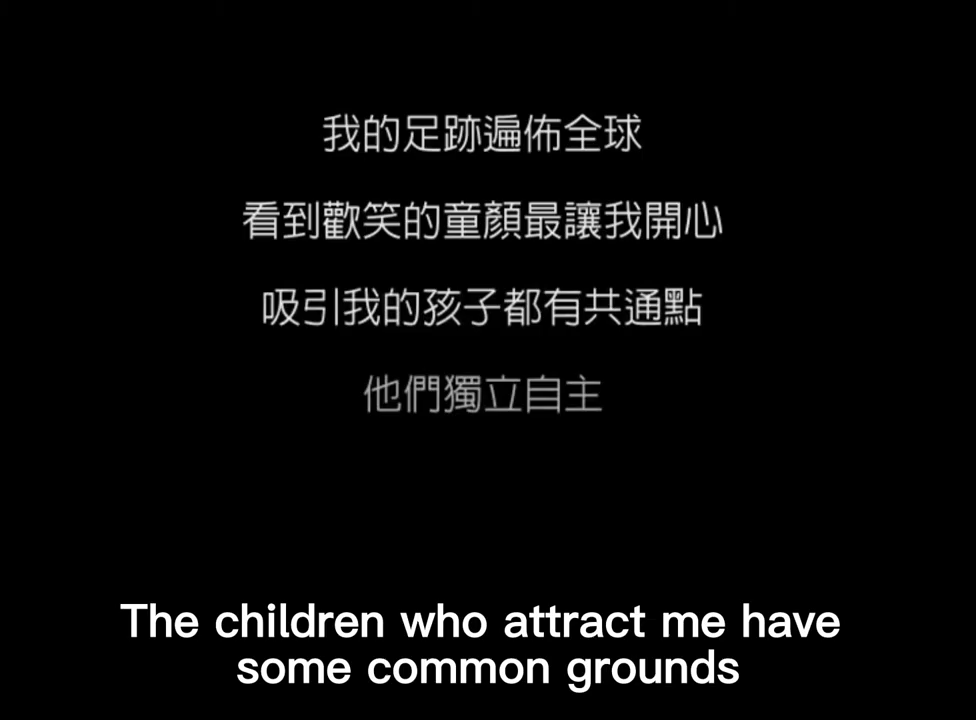 我的足跡遍佈全球
看到歡笑的童顏最讓我開心
吸引我的孩子都有共通點
他們獨立自主
The children who attract me have
some common grounds